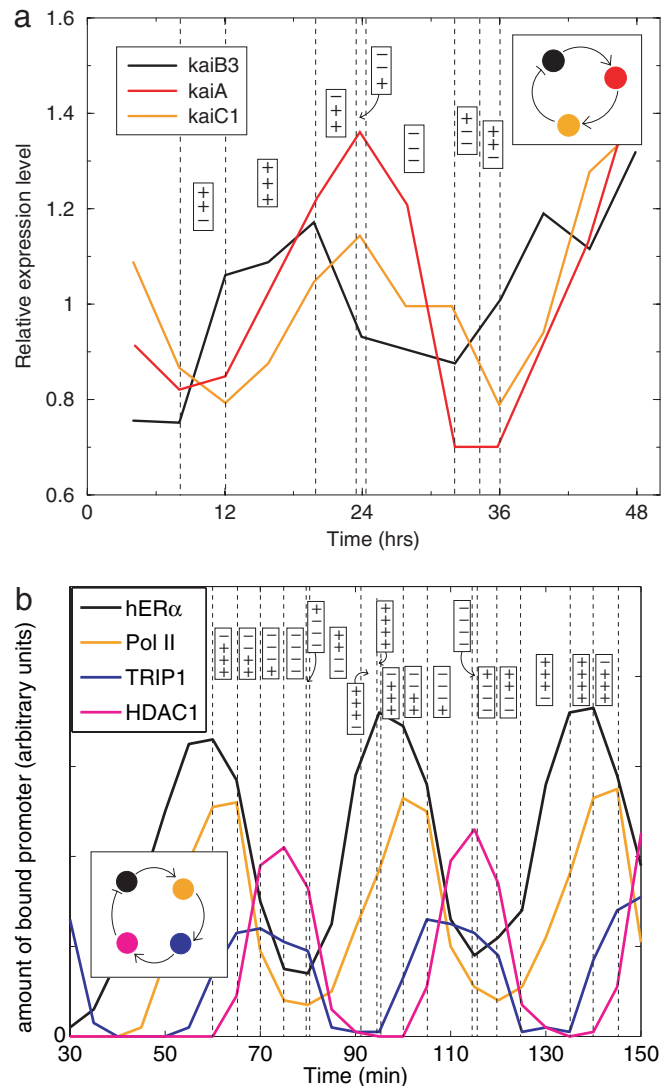 a
1.6
1.4
1.2
1
0.8
0.6
Relative expression level
kaiB3
kaiA
kaiC1
+ + −
+ + +
− + +
− − +
− − −
+ − −
+ + −
0 12 24 36 48
Time (hrs)
b
hERα
Pol II
TRIP1
HDAC1
amount of bound promoter (arbitrary units)
0
30 50 70 90 110 130 150
Time (min)